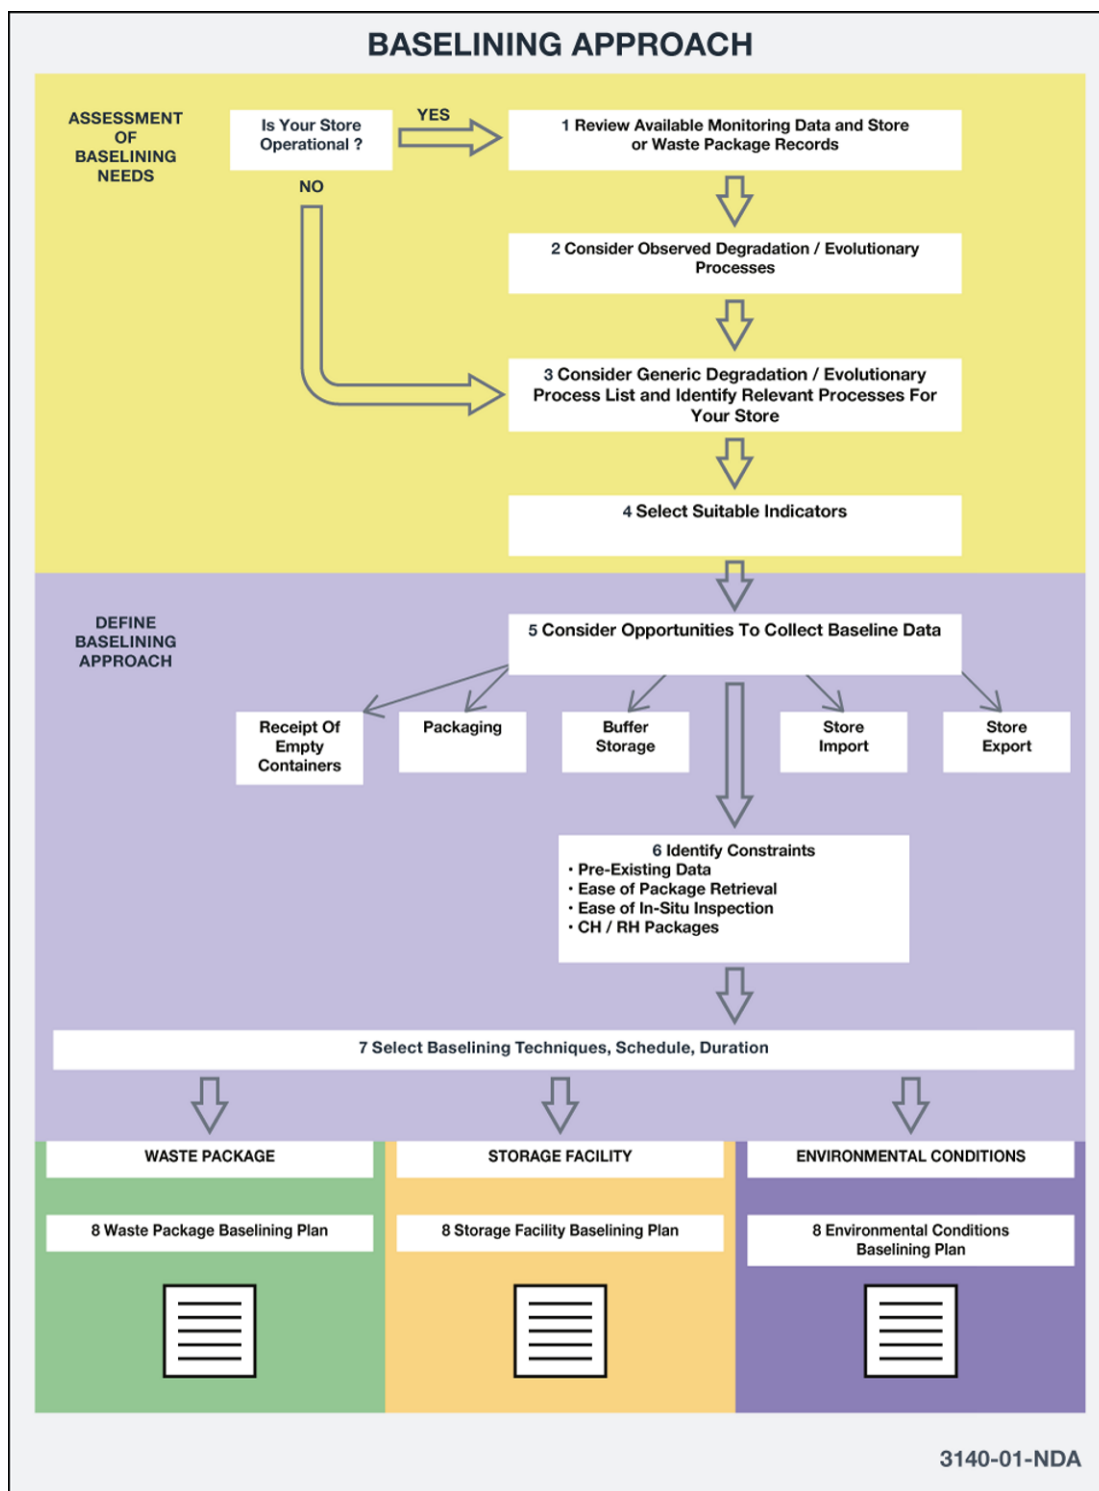 BASELINING APPROACH
ASSESSMENT
OF
BASELINING
NEEDS
Is Your Store
Operational ?
YES
NO
1 Review Available Monitoring Data and Store
or Waste Package Records
2 Consider Observed Degradation / Evolutionary
Processes
3 Consider Generic Degradation / Evolutionary
Process List and Identify Relevant Processes For
Your Store
4 Select Suitable Indicators
DEFINE
BASELINING
APPROACH
5 Consider Opportunities To Collect Baseline Data
Receipt Of
Empty
Containers
Packaging
Buffer
Storage
Store
Import
Store
Export
6 Identify Constraints
• Pre-Existing Data
• Ease of Package Retrieval
• Ease of In-Situ Inspection
• CH / RH Packages
7 Select Baselining Techniques, Schedule, Duration
WASTE PACKAGE
8 Waste Package Baselining Plan
STORAGE FACILITY
8 Storage Facility Baselining Plan
ENVIRONMENTAL CONDITIONS
8 Environmental Conditions
Baselining Plan
3140-01-NDA